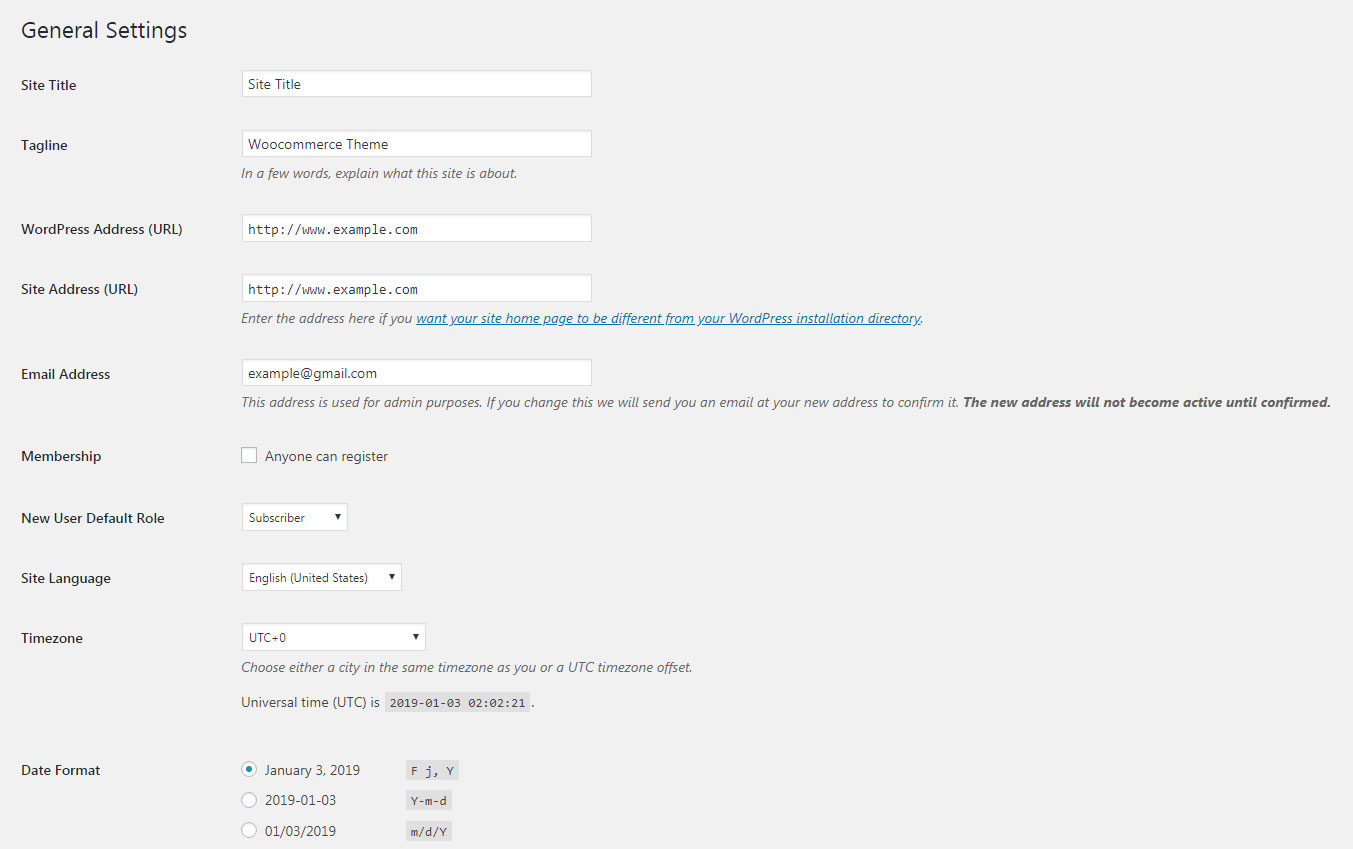 General Settings
Site Title Site Title
Tagline Woocommerce Theme
In a few words, explain what this site is about.
WordPress Address (URL) http://www.example.com
Site Address (URL) http://www.example.com
Enter the address here if you want your site home page to be different from your WordPress installation directory.
Email Address example@gmail.com
This address is used for admin purposes. If you change this we will send you an email at your new address to confirm it. The new address will not become active until confirmed.
Membership Anyone can register
New User Default Role Subscriber
Site Language English (United States)
Timezone UTC+0
Choose either a city in the same timezone as you or a UTC timezone offset.
Universal time (UTC) is 2019-01-03 02:02:21 .
Date Format January 3, 2019 F j, Y
2019-01-03 Y-m-d
01/03/2019 m/d/Y